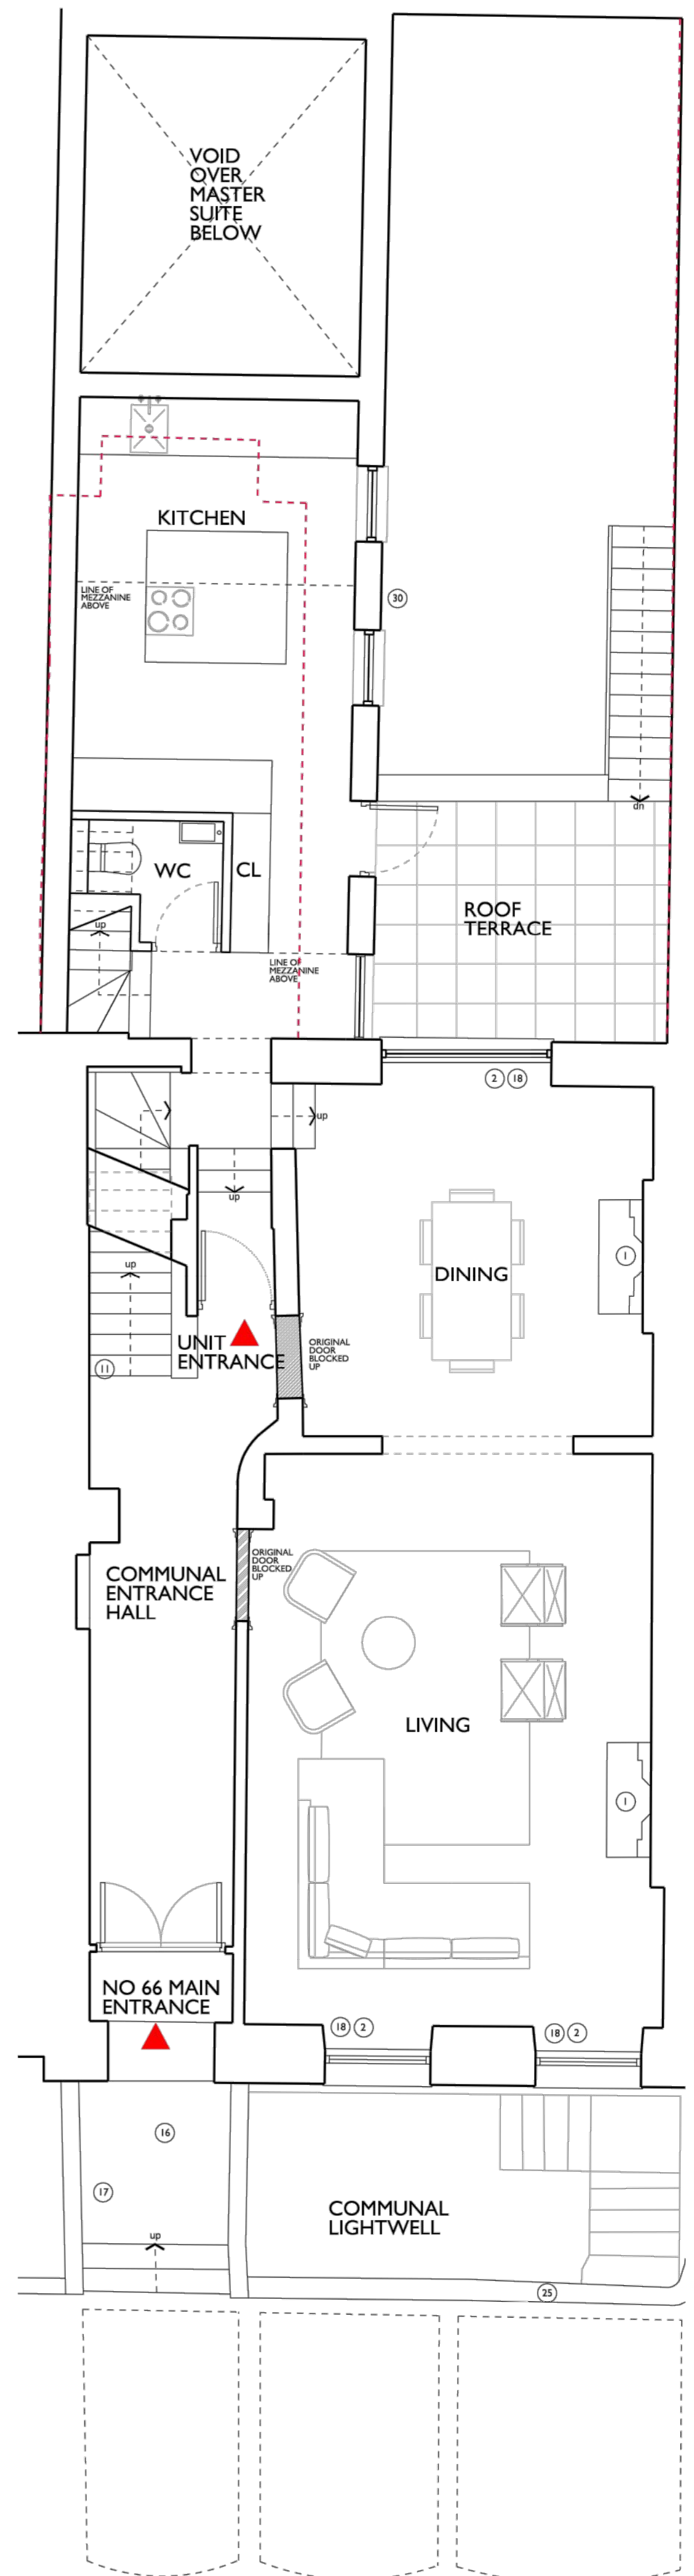 VOID
OVER
MASTER
SUITE
BELOW
KITCHEN
LINE OF
MEZZANINE
ABOVE
30
dn
WC
CL
up
ROOF
TERRACE
LINE OF
MEZZANINE
ABOVE
2 18
up
up
DINING
1
up
UNIT
ENTRANCE
ORIGINAL
DOOR
BLOCKED
UP
11
ORIGINAL
DOOR
BLOCKED
UP
COMMUNAL
ENTRANCE
HALL
LIVING
1
NO 66 MAIN
ENTRANCE
18 2
18 2
16
17
COMMUNAL
LIGHTWELL
up
25